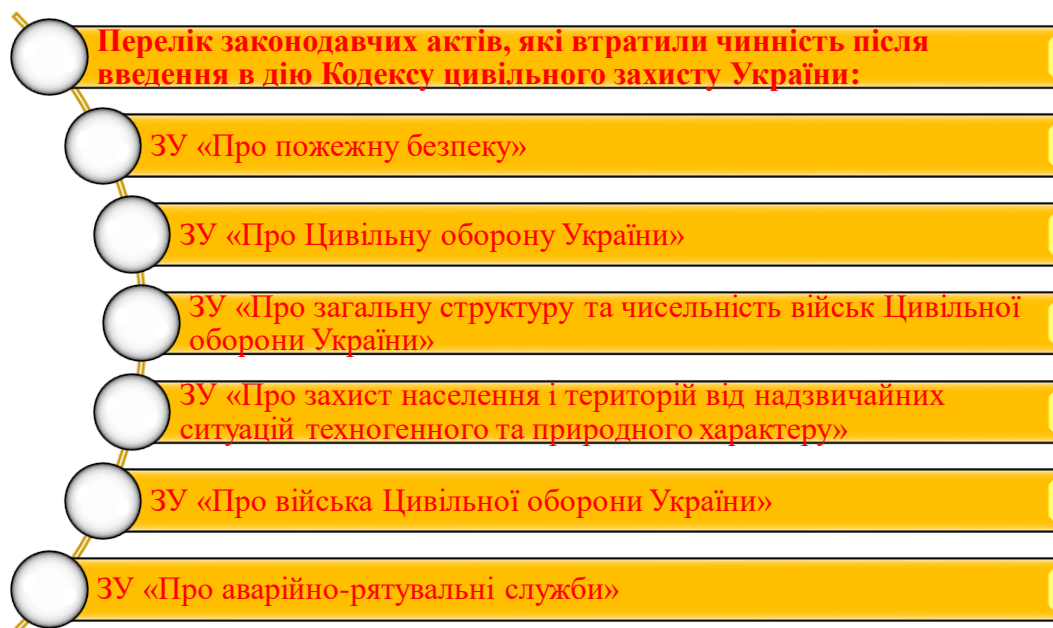 Перелік законодавчих актів, які втратили чинність після
введення в дію Кодексу цивільного захисту України:
ЗУ «Про пожежну безпеку»
ЗУ «Про Цивільну оборону України»
ЗУ «Про загальну структуру та чисельність військ Цивільної
оборони України»
ЗУ «Про захист населення і територій від надзвичайних
ситуацій техногенного та природного характеру»
ЗУ «Про війська Цивільної оборони України»
ЗУ «Про аварійно-рятувальні служби»